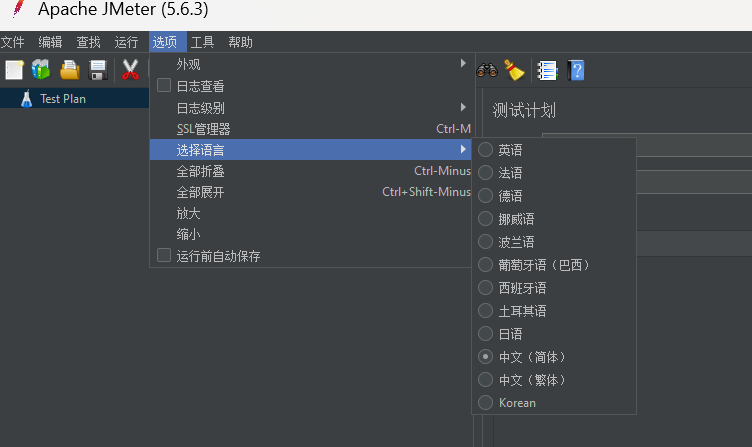 Apache JMeter (5.6.3)
文件 编辑 查找 运行 选项 工具 帮助
外观
日志查看
日志级别
SSL管理器 Ctrl-M
选择语言
全部折叠 Ctrl-Minus
全部展开 Ctrl+Shift-Minus
放大
缩小
运行前自动保存
Test Plan
测试计划
英语
法语
德语
挪威语
波兰语
葡萄牙语（巴西）
西班牙语
土耳其语
日语
中文（简体）
中文（繁体）
Korean